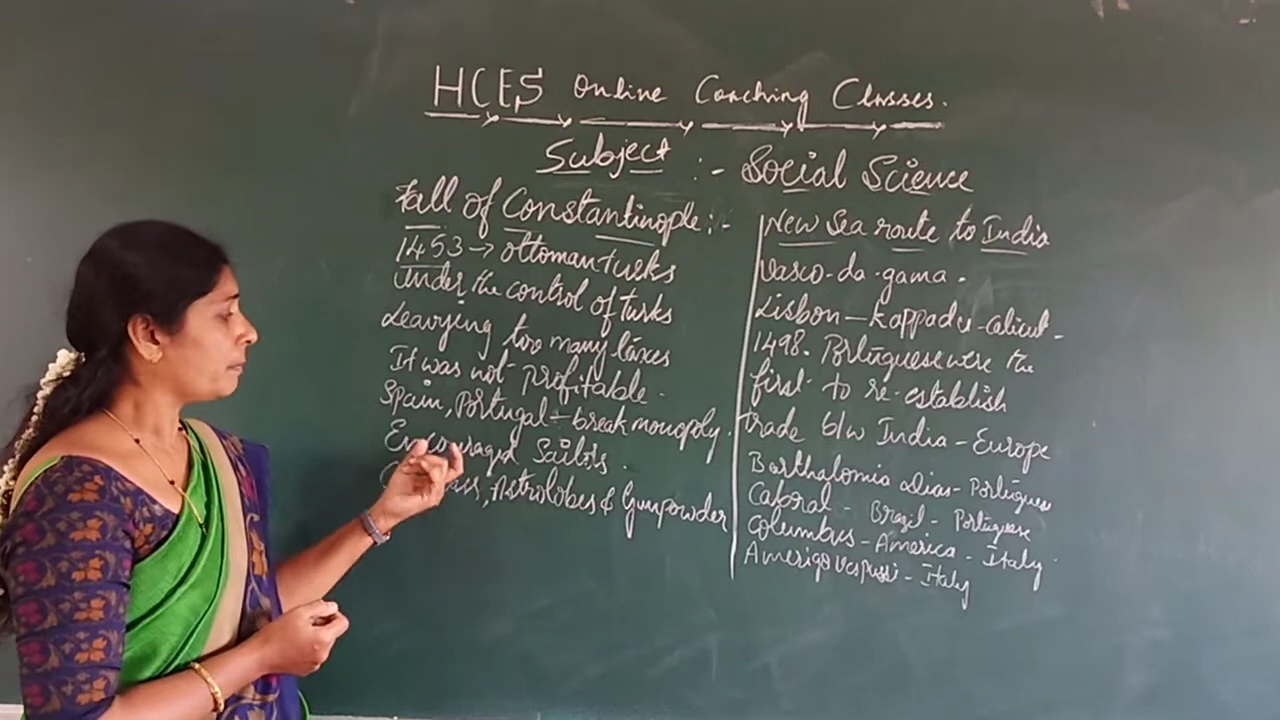 HCES Online Coaching Classes.
Subject :- Social Science
Fall of Constantinople :-
1453 → Ottoman turks
under the control of turks
Leavying too many taxes
It was not profitable.
Spain, Portugal - break monopoly.
Encouraged Sailors.
, Astrolobes & Gunpowder
New Sea route to India
Vasco-da-gama.
Lisbon - Kappadu-calicut-
1498. Portuguese were the
first to re-establish
trade b/w India - Europe
Barthalomia Dias - Portuguese
Cabral - Brazil - Portuguese
Columbus - America - Italy.
Amerigo vespussi - Italy